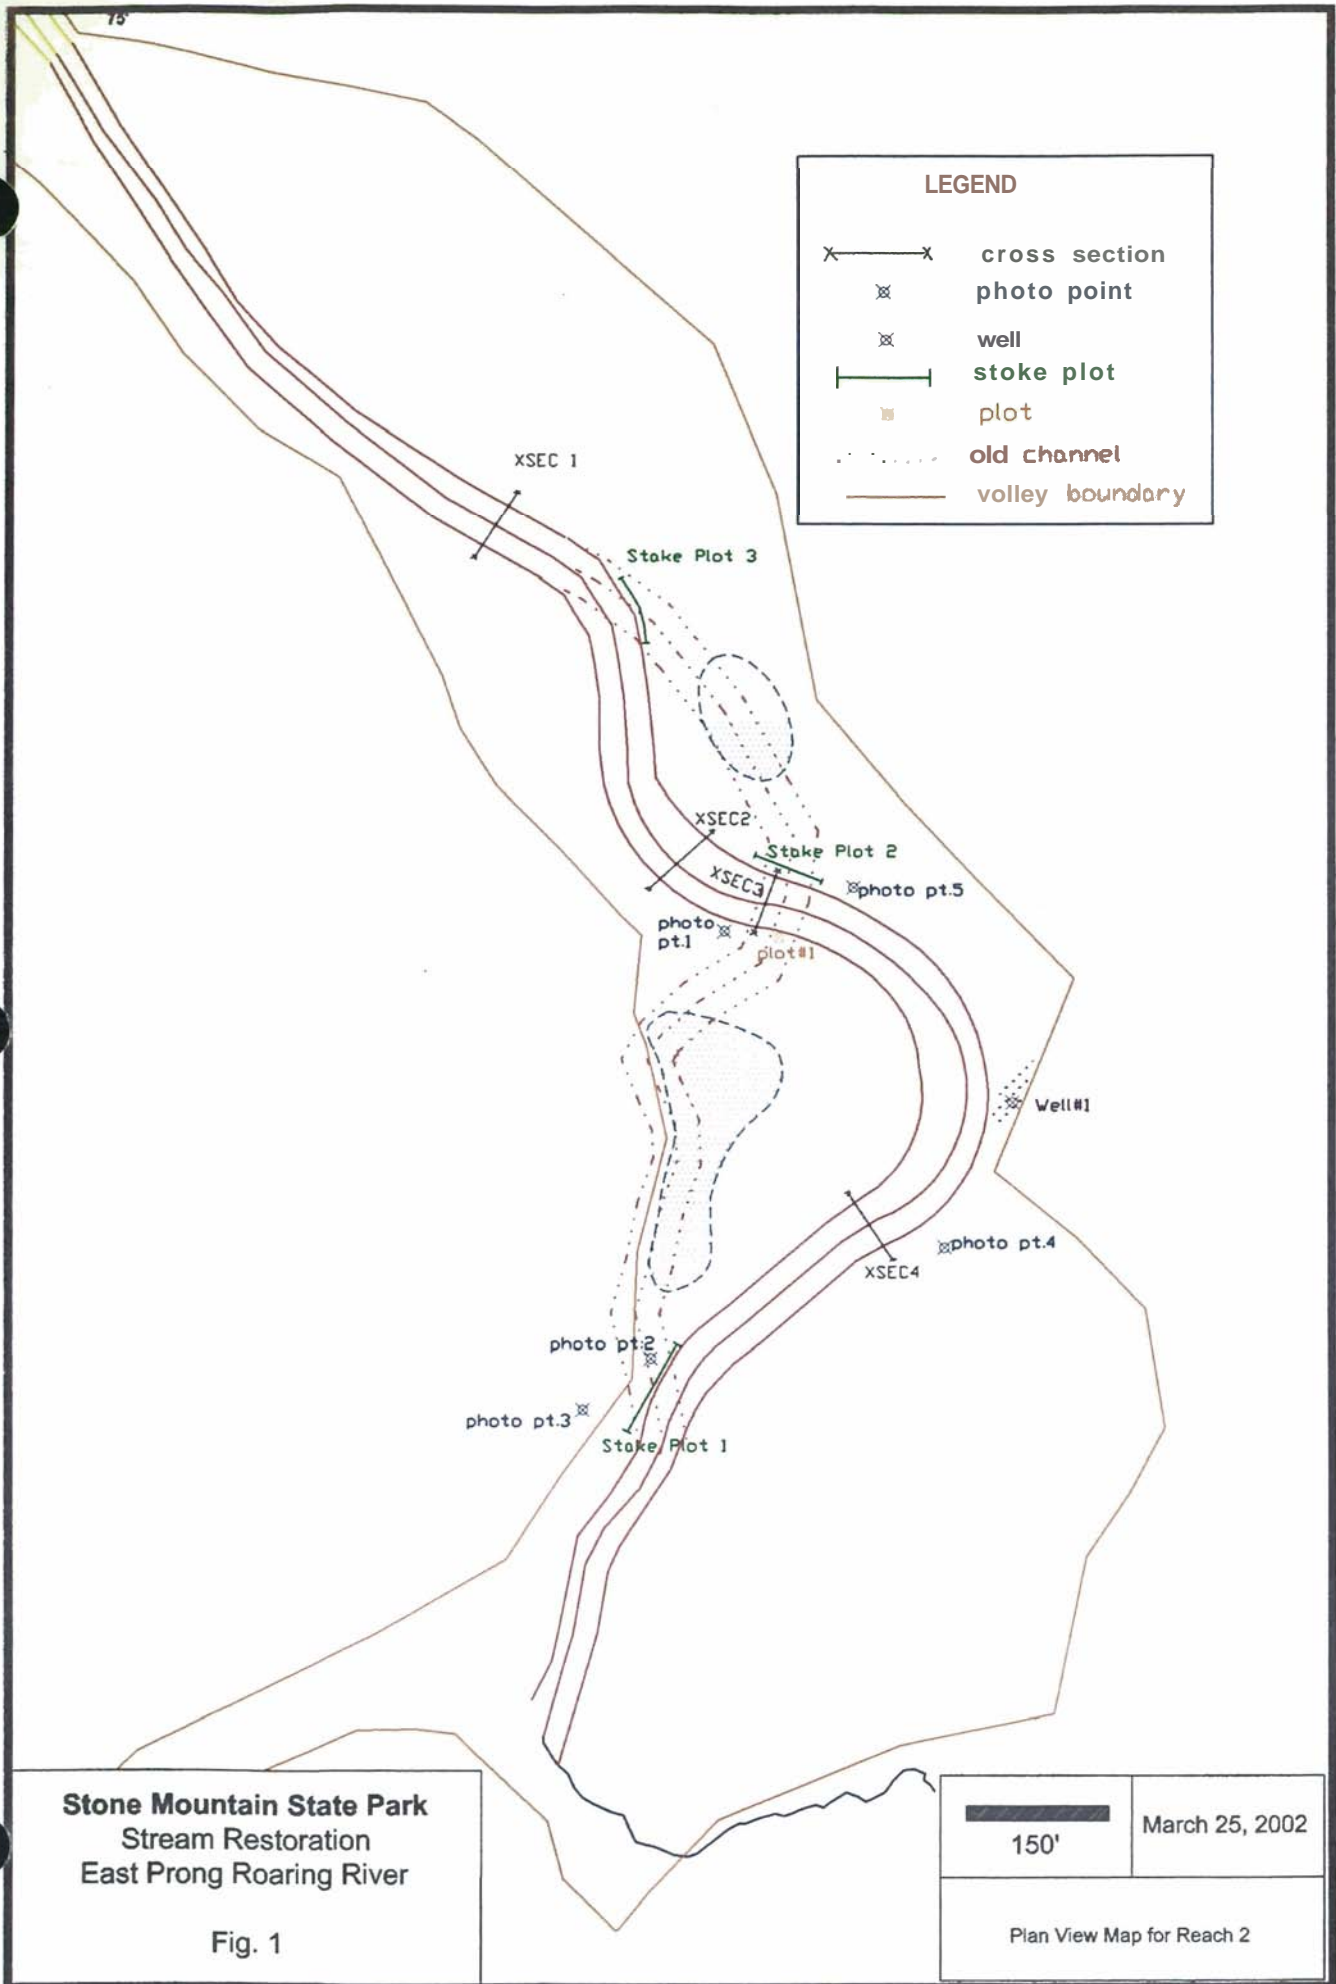 75'
LEGEND
cross section
photo point
well
stoke plot
plot
old channel
volley boundary
XSEC 1
Stake Plot 3
XSEC2
Stake Plot 2
XSEC3
photo pt.5
photo
pt.1
plot#1
Well#1
photo pt.4
XSEC4
photo pt.2
photo pt.3
Stake Plot 1
Stone Mountain State Park
Stream Restoration
East Prong Roaring River
Fig. 1
150'
March 25, 2002
Plan View Map for Reach 2